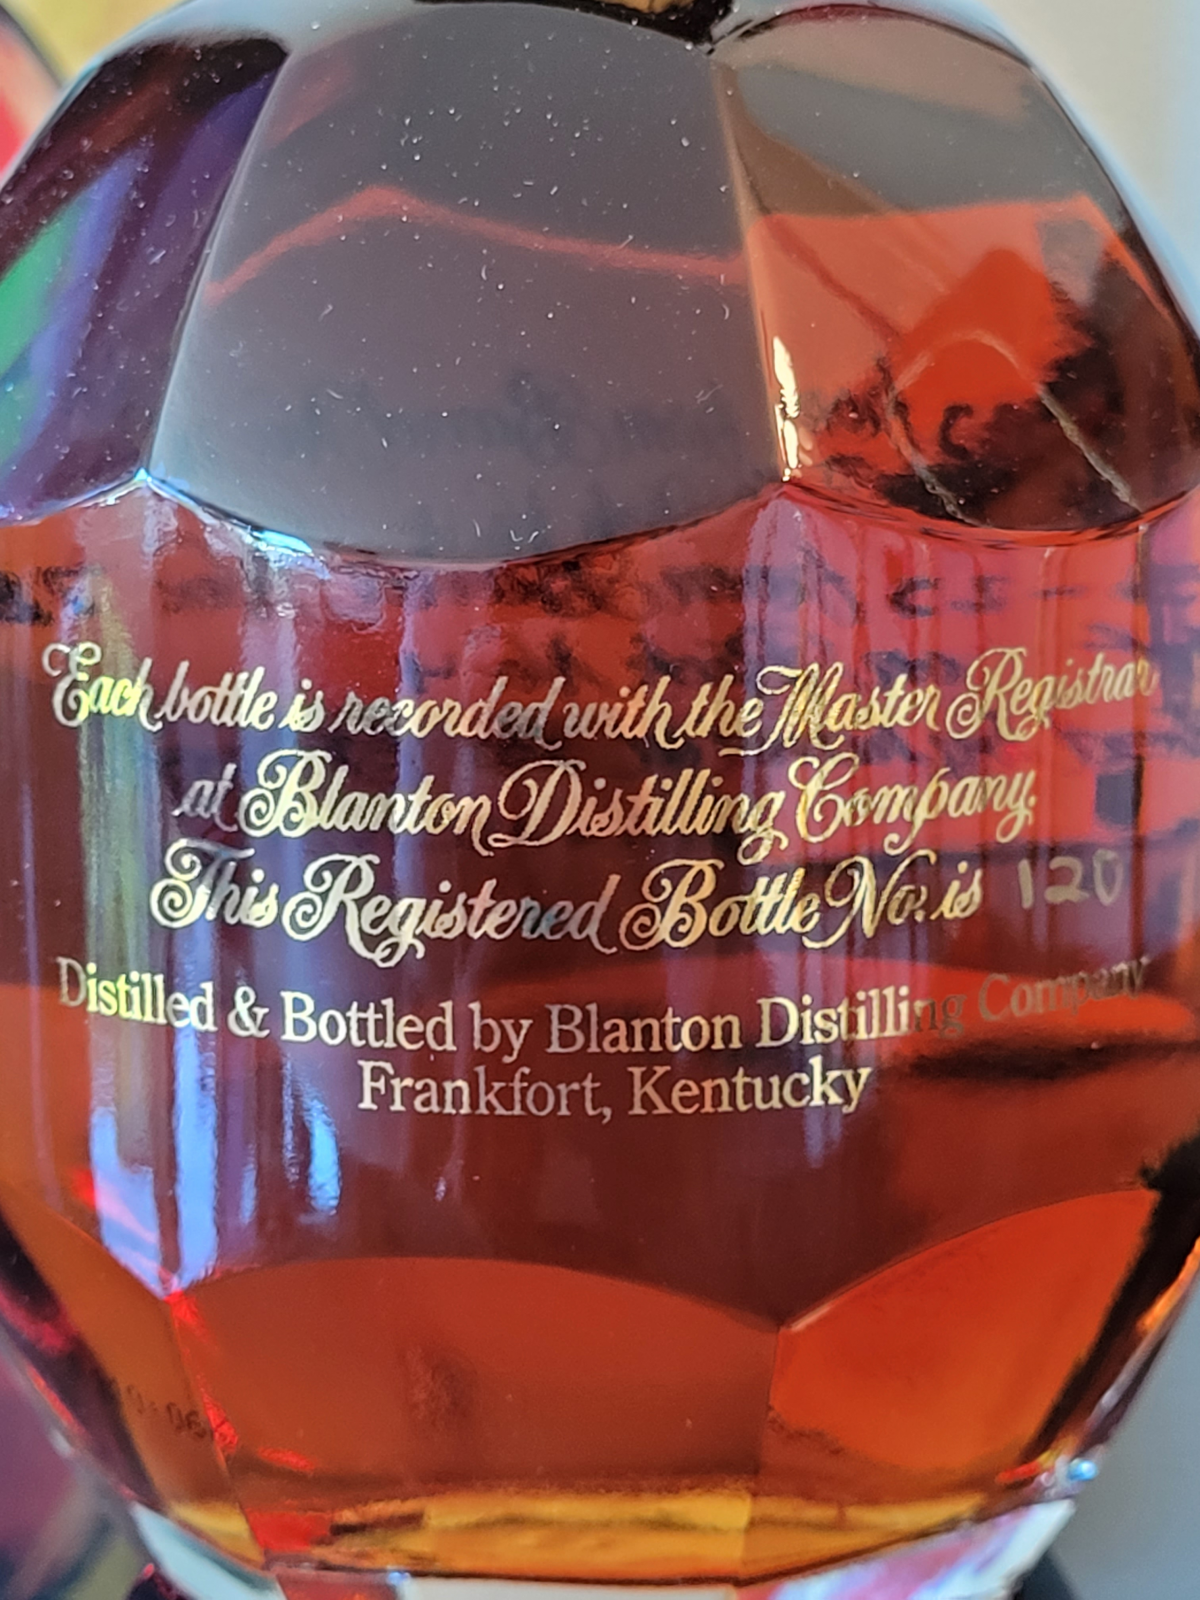 Each bottle is recorded with the Master Registrar
at Blanton Distilling Company.
This Registered Bottle No. is 120
Distilled & Bottled by Blanton Distilling Company
Frankfort, Kentucky